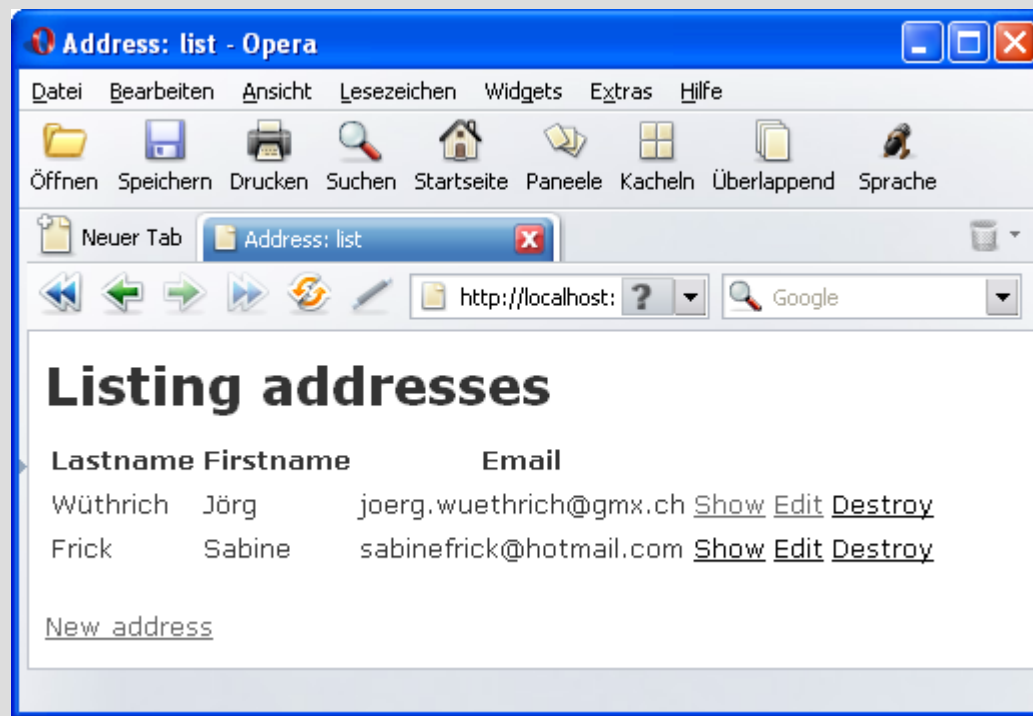 Address: list - Opera
Datei Bearbeiten Ansicht Lesezeichen Widgets Extras Hilfe
Öffnen Speichern Drucken Suchen Startseite Paneele Kacheln Überlappend Sprache
Neuer Tab Address: list
http://localhost: ? Google
Listing addresses
Lastname Firstname Email
Wüthrich Jörg joerg.wuethrich@gmx.ch Show Edit Destroy
Frick Sabine sabinefrick@hotmail.com Show Edit Destroy
New address